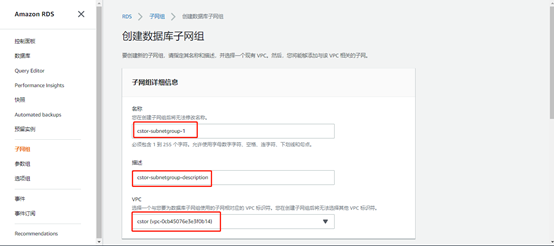 Amazon RDS
控制面板
数据库
Query Editor
Performance Insights
快照
Automated backups
预留实例
子网组
参数组
选项组
事件
事件订阅
Recommendations
RDS > 子网组 > 创建数据库子网组
创建数据库子网组
要创建新的子网组，请指定其名称和描述，并选择一个现有 VPC。然后，您将能够添加与该 VPC 相关的子网。
子网组详细信息
名称
您在创建子网组后将无法修改名称。
cstor-subnetgroup-1
必须包含 1 到 255 个字符。允许使用字母数字字符、空格、连字符、下划线和句点。
描述
cstor-subnetgroup-description
VPC
选择一个与您要为数据库子网组使用的子网相对应的 VPC 标识符。您在创建子网组后将无法选择其他 VPC 标识符。
cstor (vpc-0cb45076e3e3f0b14)